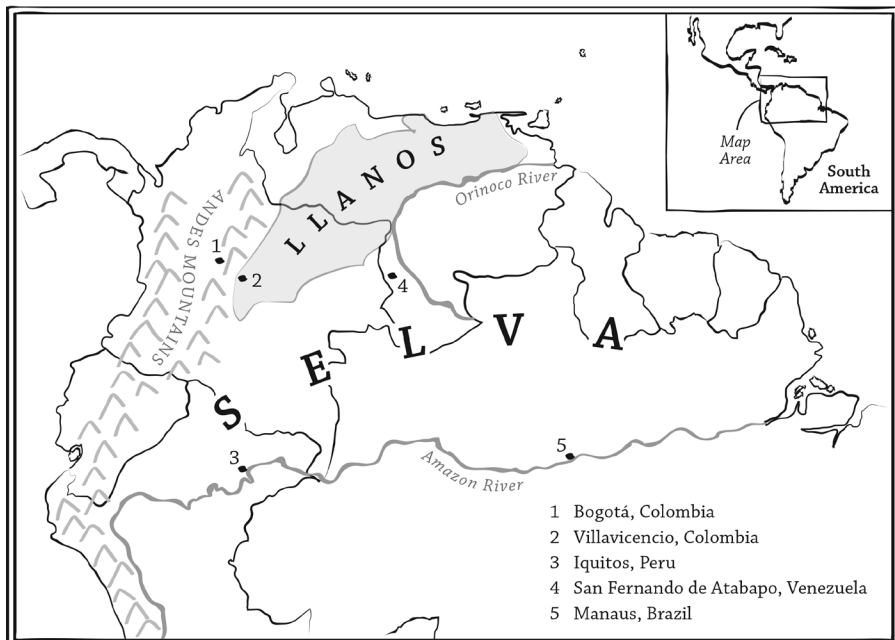 Map
Area
South
America
LLANOS
Orinoco River
ANDES MOUNTAINS
1
2
4
SELVA
3
5
Amazon River
1 Bogotá, Colombia
2 Villavicencio, Colombia
3 Iquitos, Peru
4 San Fernando de Atabapo, Venezuela
5 Manaus, Brazil